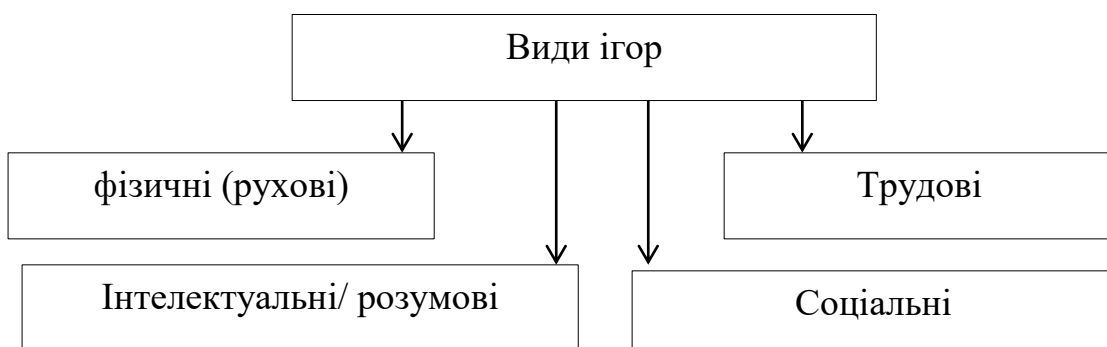 Види ігор
фізичні (рухові)
Трудові
Інтелектуальні/ розумові
Соціальні